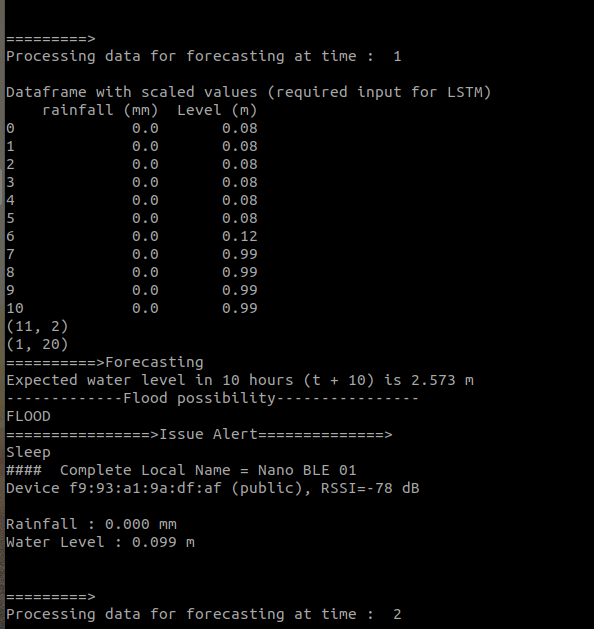 =========>
Processing data for forecasting at time :  1
Dataframe with scaled values (required input for LSTM)
    rainfall (mm)  Level (m)
0             0.0       0.08
1             0.0       0.08
2             0.0       0.08
3             0.0       0.08
4             0.0       0.08
5             0.0       0.08
6             0.0       0.12
7             0.0       0.99
8             0.0       0.99
9             0.0       0.99
10            0.0       0.99
(11, 2)
(1, 20)
==========>Forecasting
Expected water level in 10 hours (t + 10) is 2.573 m
-------------Flood possibility----------------
FLOOD
================>Issue Alert==============>
Sleep
####  Complete Local Name = Nano BLE 01
Device f9:93:a1:9a:df:af (public), RSSI=-78 dB
Rainfall : 0.000 mm
Water Level : 0.099 m
=========>
Processing data for forecasting at time :  2